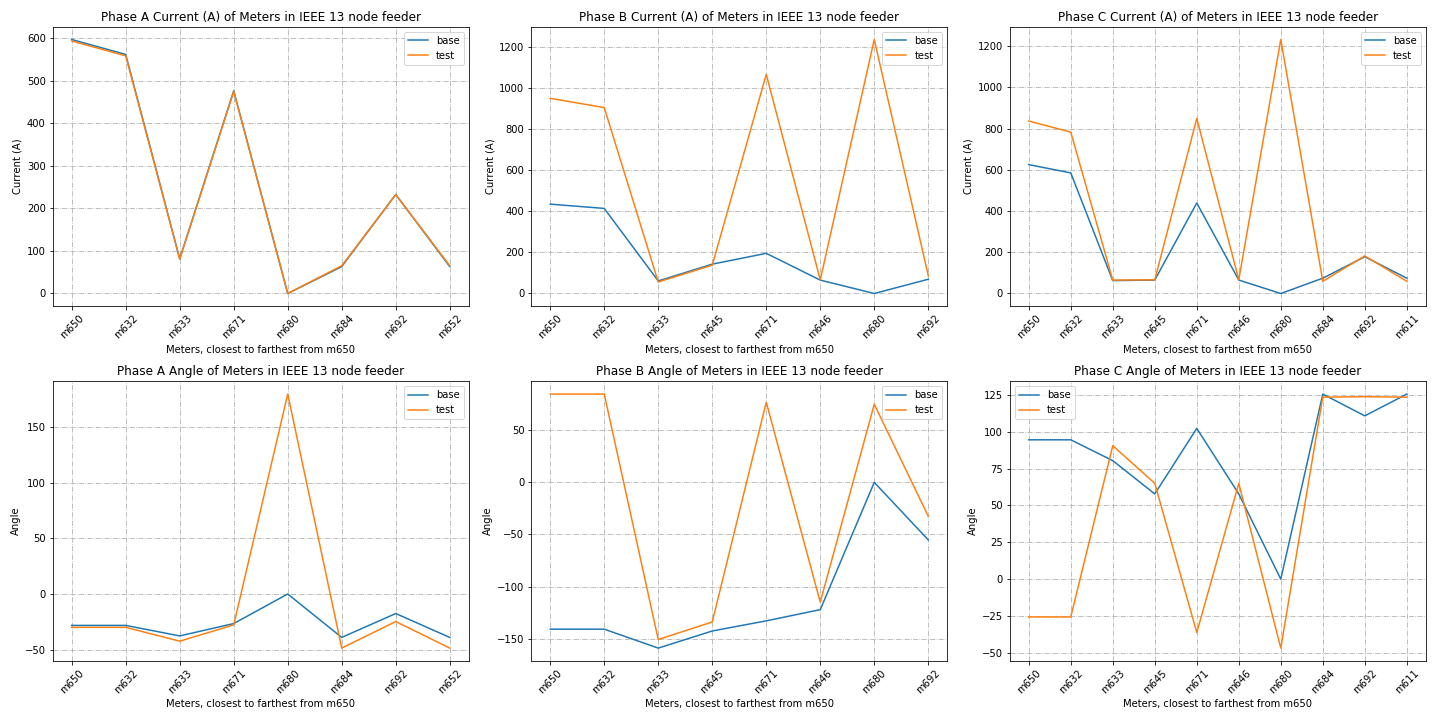 Phase A Current (A) of Meters in IEEE 13 node feeder
base
test
Current (A)
600
500
400
300
200
100
0
m650 m632 m633 m671 m680 m684 m692 m652
Meters, closest to farthest from m650
Phase B Current (A) of Meters in IEEE 13 node feeder
base
test
Current (A)
1200
1000
800
600
400
200
0
m650 m632 m633 m645 m671 m646 m680 m692
Meters, closest to farthest from m650
Phase C Current (A) of Meters in IEEE 13 node feeder
base
test
Current (A)
1200
1000
800
600
400
200
0
m650 m632 m633 m645 m671 m646 m680 m684 m692 m611
Meters, closest to farthest from m650
Phase A Angle of Meters in IEEE 13 node feeder
base
test
Angle
150
100
50
0
−50
m650 m632 m633 m671 m680 m684 m692 m652
Meters, closest to farthest from m650
Phase B Angle of Meters in IEEE 13 node feeder
base
test
Angle
50
0
−50
−100
−150
m650 m632 m633 m645 m671 m646 m680 m692
Meters, closest to farthest from m650
Phase C Angle of Meters in IEEE 13 node feeder
base
test
Angle
125
100
75
50
25
0
−25
−50
m650 m632 m633 m645 m671 m646 m680 m684 m692 m611
Meters, closest to farthest from m650